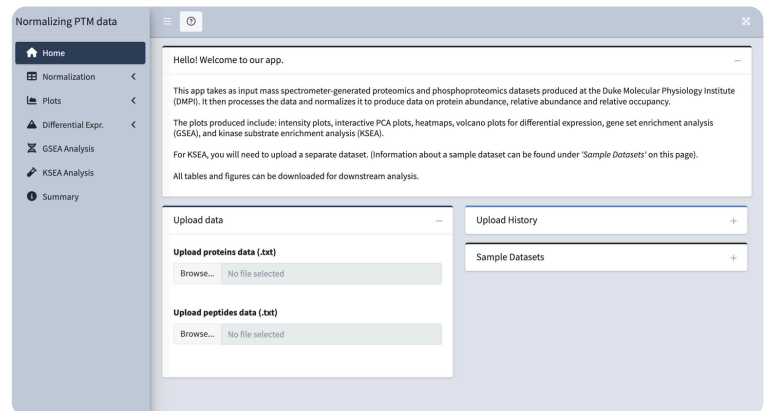 Normalizing PTM data
Home
Normalization
Plots
Differential Expr.
GSEA Analysis
KSEA Analysis
Summary
Hello! Welcome to our app.
This app takes as input mass spectrometer-generated proteomics and phosphoproteomics datasets produced at the Duke Molecular Physiology Institute
(DMPI). It then processes the data and normalizes it to produce data on protein abundance, relative abundance and relative occupancy.
The plots produced include: intensity plots, interactive PCA plots, heatmaps, volcano plots for differential expression, gene set enrichment analysis
(GSEA), and kinase substrate enrichment analysis (KSEA).
For KSEA, you will need to upload a separate dataset. (Information about a sample dataset can be found under 'Sample Datasets' on this page).
All tables and figures can be downloaded for downstream analysis.
Upload data
Upload proteins data (.txt)
Browse... No file selected
Upload peptides data (.txt)
Browse... No file selected
Upload History
Sample Datasets